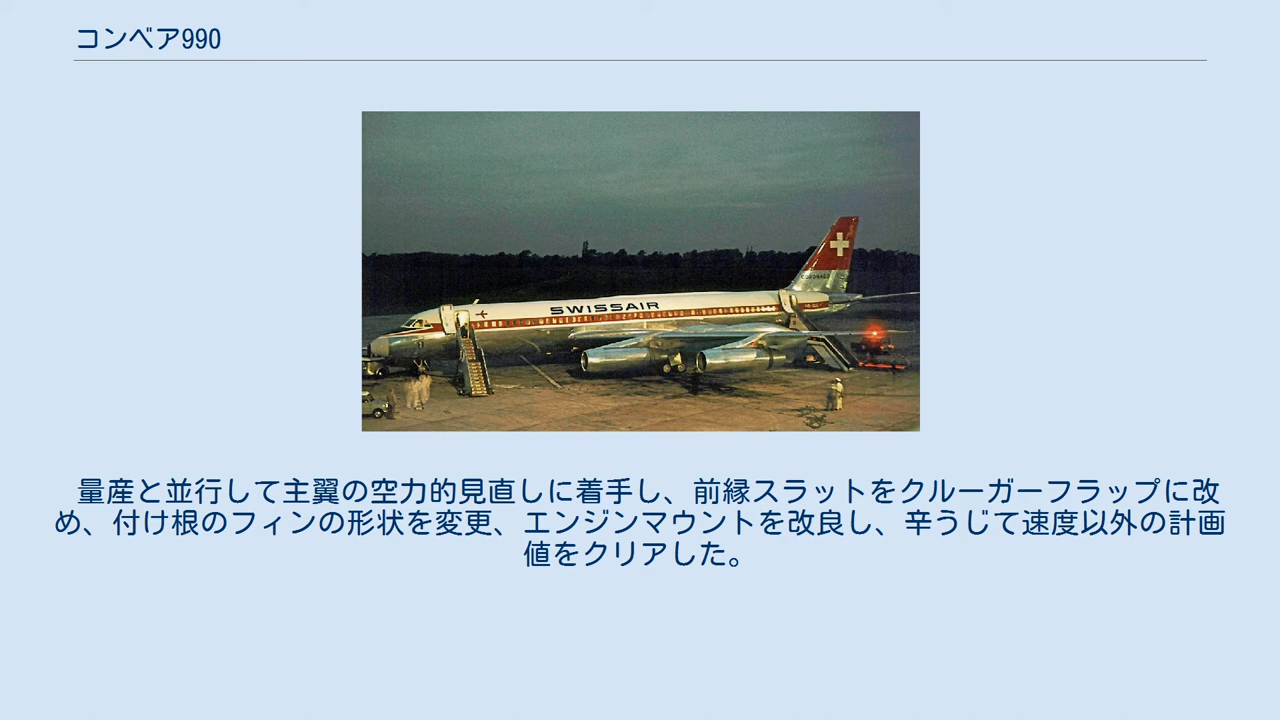 コンベア990
SWISSAIR
量産と並行して主翼の空力的見直しに着手し、前縁スラットをクルーガーフラップに改
め、付け根のフィンの形状を変更、エンジンマウントを改良し、辛うじて速度以外の計画
値をクリアした。